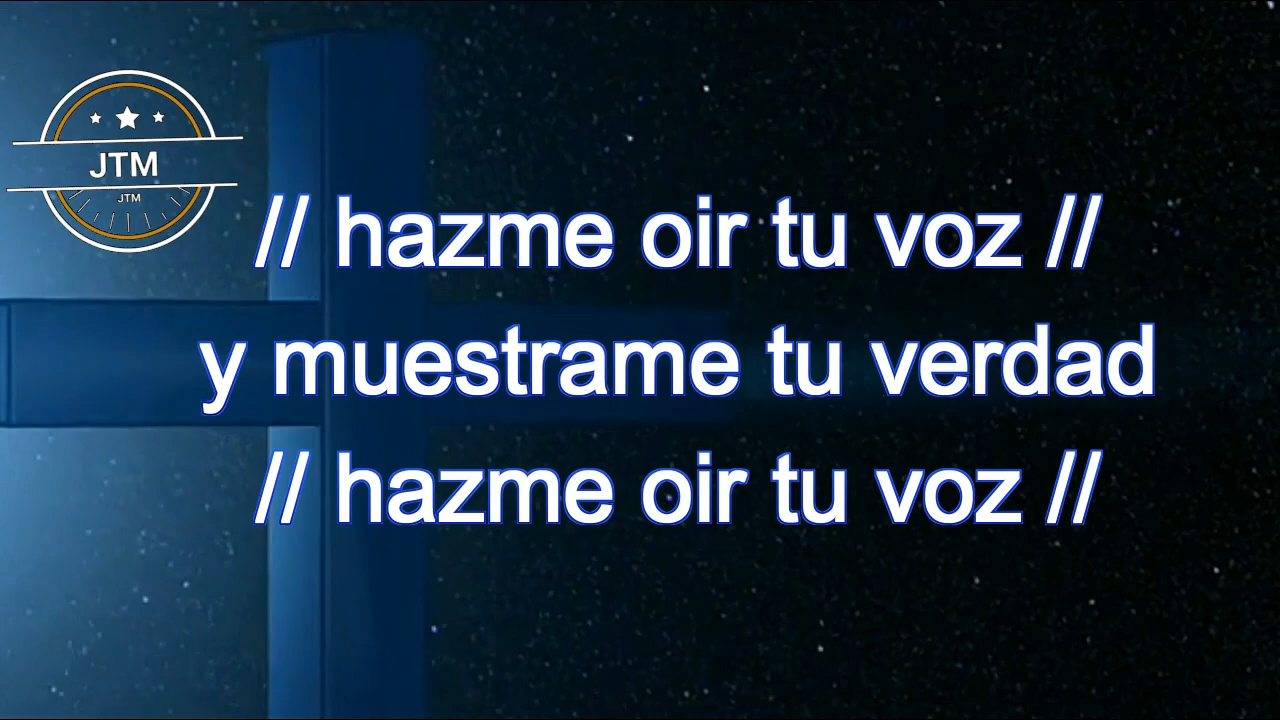 JTM
JTM
// hazme oir tu voz //
y muestrame tu verdad
// hazme oir tu voz //